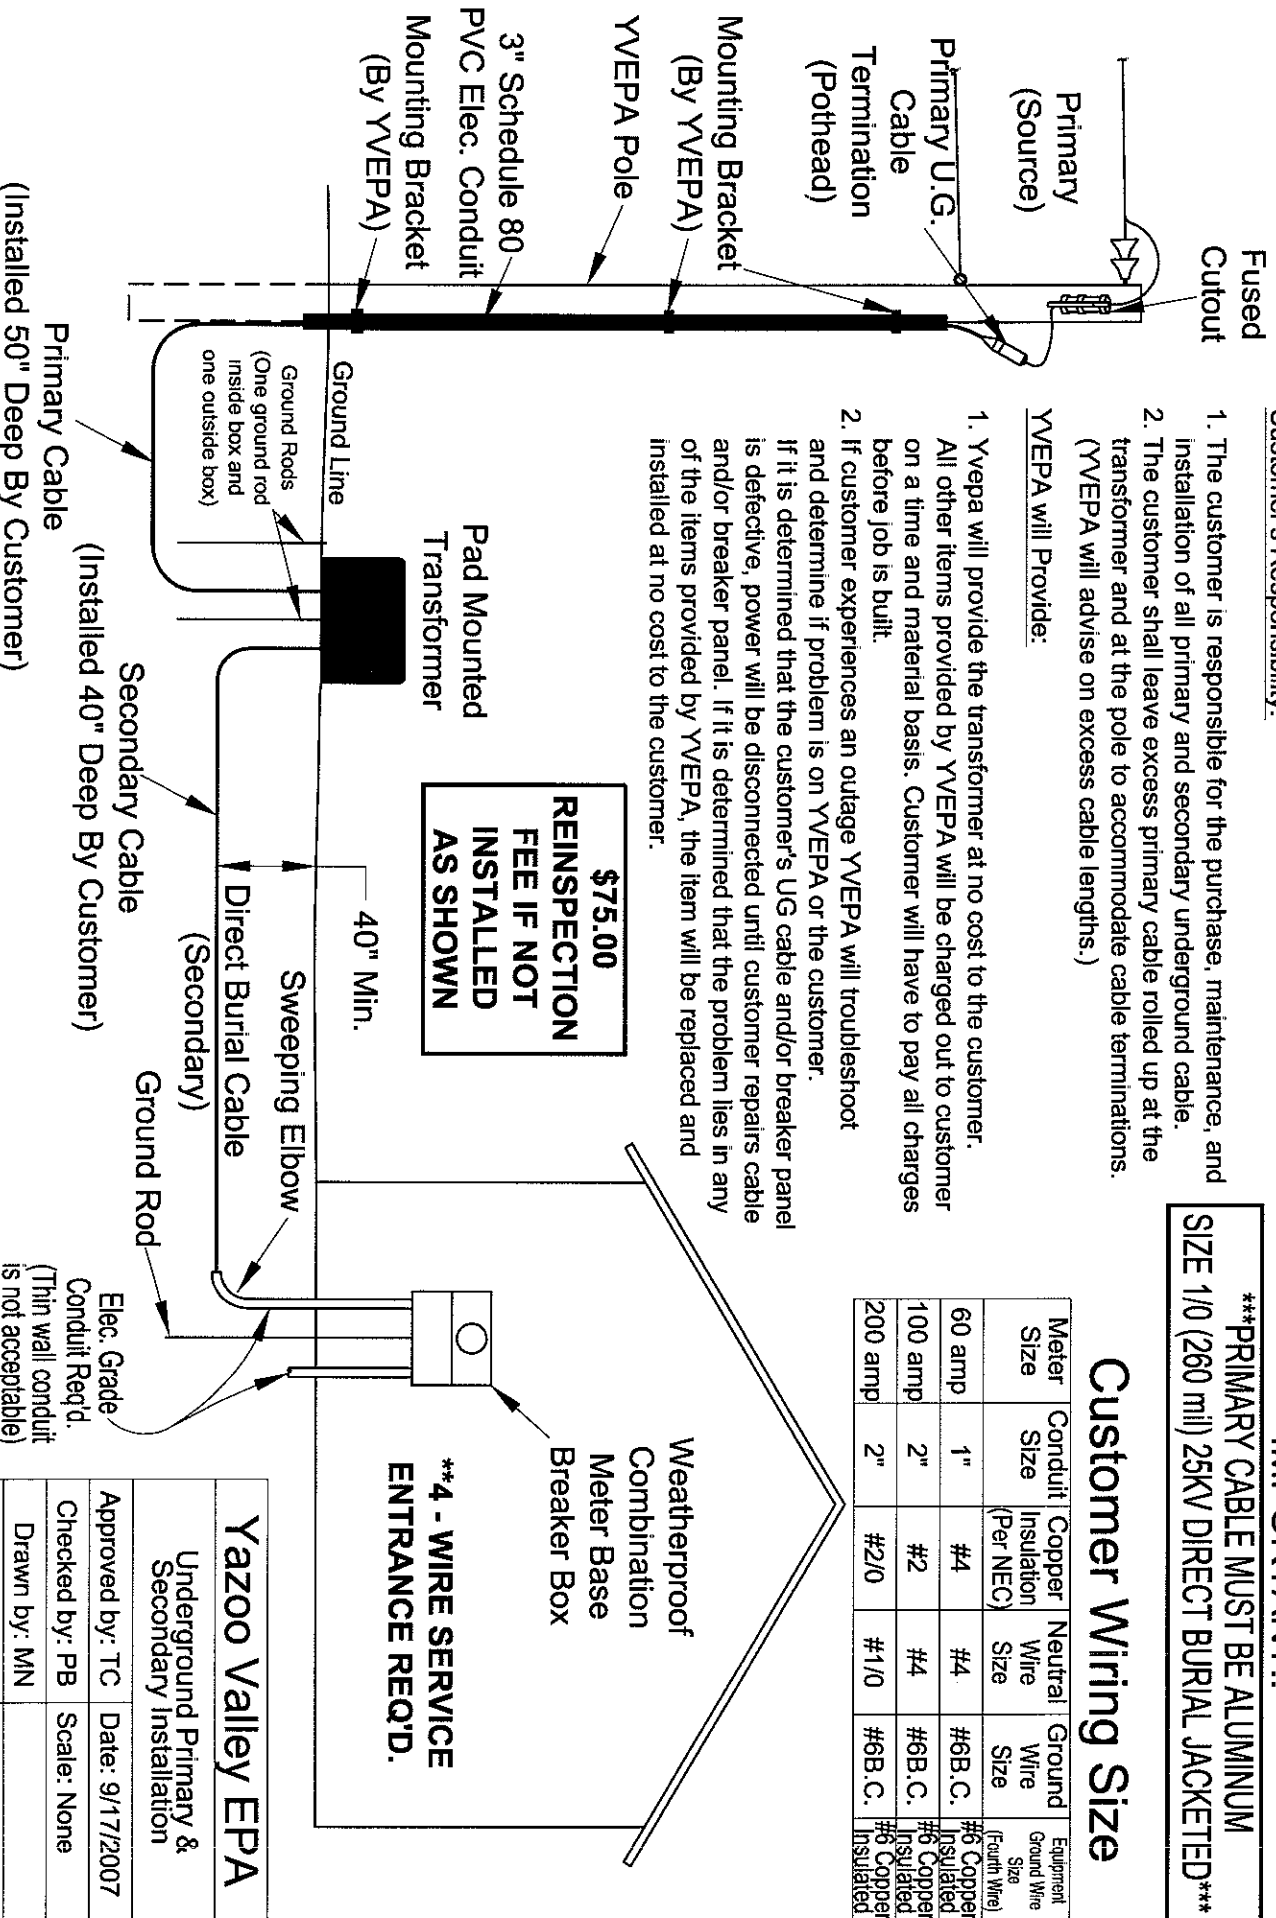 Customer's Responsibility:
1. The customer is responsible for the purchase, maintenance, and
installation of all primary and secondary underground cable.
2. The customer shall leave excess primary cable rolled up at the
transformer and at the pole to accommodate cable terminations.
(YVEPA will advise on excess cable lengths.)
YVEPA will Provide:
1. Yvepa will provide the transformer at no cost to the customer.
All other items provided by YVEPA will be charged out to customer
on a time and material basis. Customer will have to pay all charges
before job is built.
2. If customer experiences an outage YVEPA will troubleshoot
and determine if problem is on YVEPA or the customer.
If it is determined that the customer's UG cable and/or breaker panel
is defective, power will be disconnected until customer repairs cable
and/or breaker panel. If it is determined that the problem lies in any
of the items provided by YVEPA, the item will be replaced and
installed at no cost to the customer.
***PRIMARY CABLE MUST BE ALUMINUM
SIZE 1/0 (260 mil) 25KV DIRECT BURIAL JACKETED***
Customer Wiring Size
Meter Size Conduit Size Copper Insulation (Per NEC) Neutral Wire Size Ground Wire Size Equipment Ground Wire Size (Fourth Wire)
60 amp 1" #4 #4 #6B.C. #6 Copper Insulated
100 amp 2" #2 #4 #6B.C. #6 Copper Insulated
200 amp 2" #2/0 #1/0 #6B.C. #6 Copper Insulated
Fused
Cutout
Primary
(Source)
Primary U.G.
Cable
Termination
(Pothead)
Mounting Bracket
(By YVEPA)
YVEPA Pole
3" Schedule 80
PVC Elec. Conduit
Mounting Bracket
(By YVEPA)
Ground Line
Ground Rods
(One ground rod
inside box and
one outside box)
Primary Cable
(Installed 50" Deep By Customer)
Pad Mounted
Transformer
Secondary Cable
(Installed 40" Deep By Customer)
$75.00
REINSPECTION
FEE IF NOT
INSTALLED
AS SHOWN
40" Min.
Direct Burial Cable
(Secondary)
Sweeping Elbow
Ground Rod
Elec. Grade
Conduit Req'd.
(Thin wall conduit
is not acceptable)
Weatherproof
Combination
Meter Base
Breaker Box
**4 - WIRE SERVICE
ENTRANCE REQ'D.
Yazoo Valley EPA
Underground Primary &
Secondary Installation
Approved by: TC Date: 9/17/2007
Checked by: PB Scale: None
Drawn by: MN